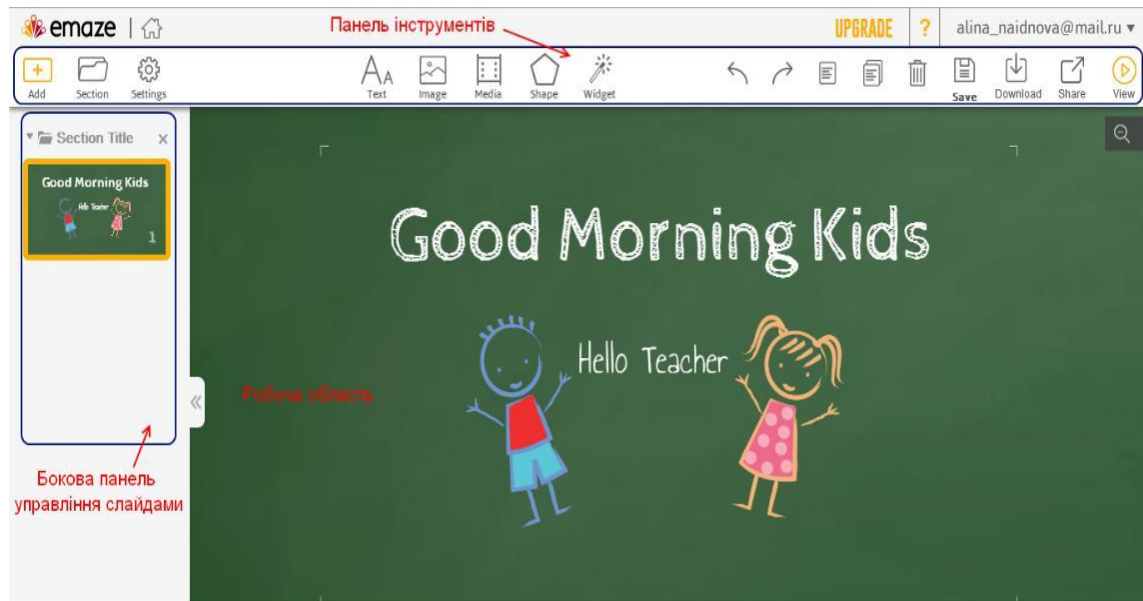 emaze
Панель інструментів
UPGRADE
?
alina_naidnova@mail.ru
Add
Section
Settings
Text
Image
Media
Shape
Widget
Save
Download
Share
View
Section Title
Good Morning Kids
Hello Teacher
1
Good Morning Kids
Hello Teacher
Робоча область
Бокова панель
управління слайдами